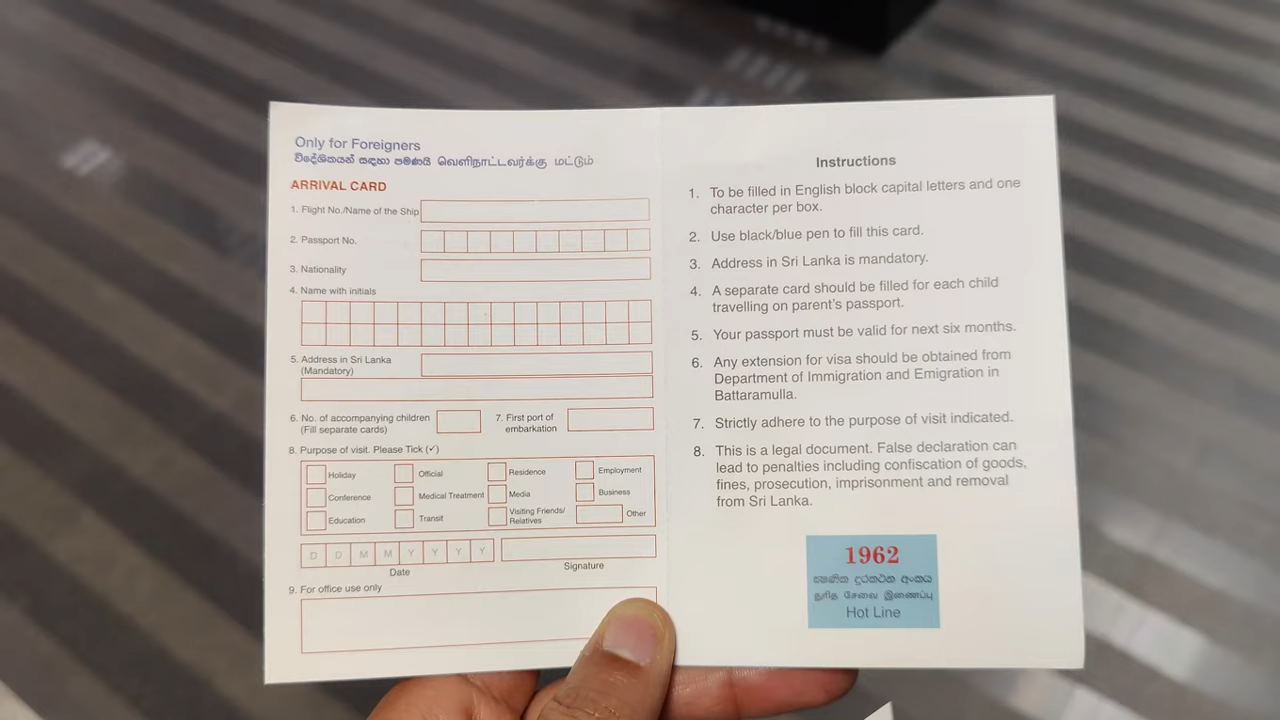 Only for Foreigners
විදේශිකයන් සඳහා පමණයි வெளிநாட்டவர்க்கு மட்டும்
ARRIVAL CARD
1. Flight No./Name of the Ship
2. Passport No.
3. Nationality
4. Name with initials
5. Address in Sri Lanka
(Mandatory)
6. No. of accompanying children
(Fill separate cards)
7. First port of
embarkation
8. Purpose of visit. Please Tick (✓)
Holiday Official Residence Employment
Conference Medical Treatment Media Business
Education Transit Visiting Friends/
Relatives Other
D D M M Y Y Y Y
Date Signature
9. For office use only
Instructions
1. To be filled in English block capital letters and one
character per box.
2. Use black/blue pen to fill this card.
3. Address in Sri Lanka is mandatory.
4. A separate card should be filled for each child
travelling on parent's passport.
5. Your passport must be valid for next six months.
6. Any extension for visa should be obtained from
Department of Immigration and Emigration in
Battaramulla.
7. Strictly adhere to the purpose of visit indicated.
8. This is a legal document. False declaration can
lead to penalties including confiscation of goods,
fines, prosecution, imprisonment and removal
from Sri Lanka.
1962
ක්ෂණික දුරකථන අංකය
துரித சேவை இணைப்பு
Hot Line